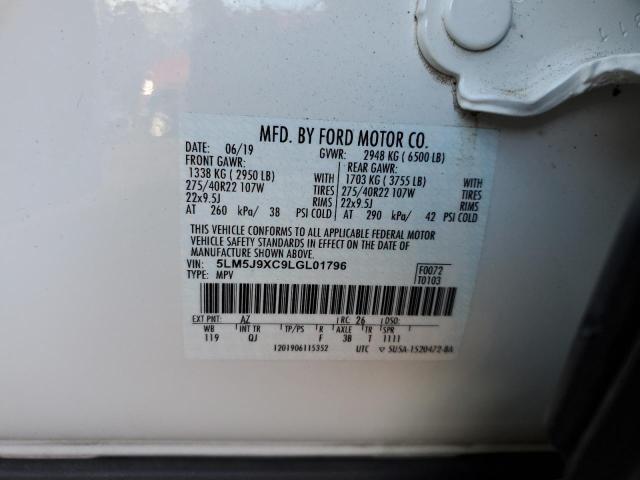 MFD. BY FORD MOTOR CO.
DATE: 06/19 GVWR: 2948 KG ( 6500 LB)
FRONT GAWR: REAR GAWR:
1338 KG ( 2950 LB) WITH 1703 KG ( 3755 LB) WITH
275/40R22 107W TIRES 275/40R22 107W TIRES
22x9.5J RIMS 22x9.5J RIMS
AT 260 kPa/ 38 PSI COLD AT 290 kPa/ 42 PSI COLD
THIS VEHICLE CONFORMS TO ALL APPLICABLE FEDERAL MOTOR
VEHICLE SAFETY STANDARDS IN EFFECT ON THE DATE OF
MANUFACTURE SHOWN ABOVE.
VIN: 5LM5J9XC9LGL01796 F0072
TYPE: MPV T0103
EXT PNT: AZ RC: 26 DSO:
WB INT TR TP/PS R AXLE TR SPR
119 QJ F 3B T 1111
1201906115352 UTC ▽ SU5A-1520472-BA